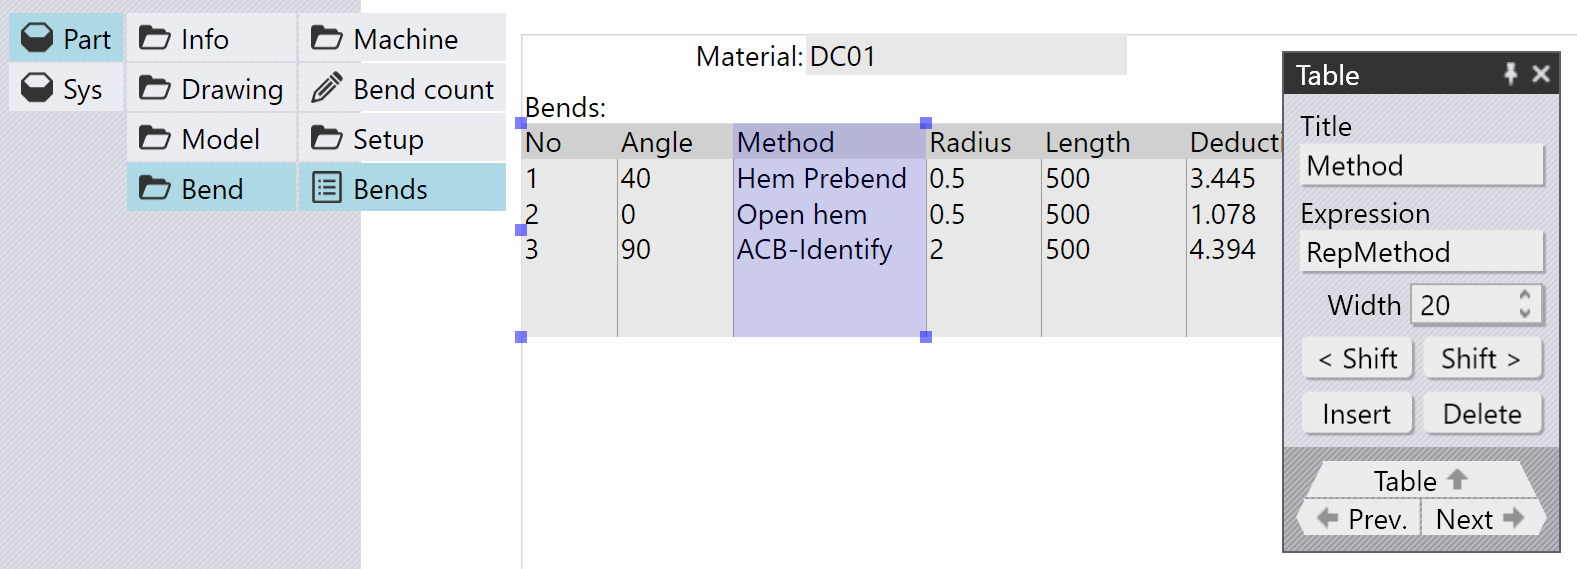 Part
Sys
Info
Drawing
Model
Bend
Machine
Bend count
Setup
Bends
Material: DC01
Bends:
No Angle Method Radius Length Deducti
1 40 Hem Prebend 0.5 500 3.445
2 0 Open hem 0.5 500 1.078
3 90 ACB-Identify 2 500 4.394
Table
Title
Method
Expression
RepMethod
Width 20
< Shift Shift >
Insert Delete
Table
Prev. Next